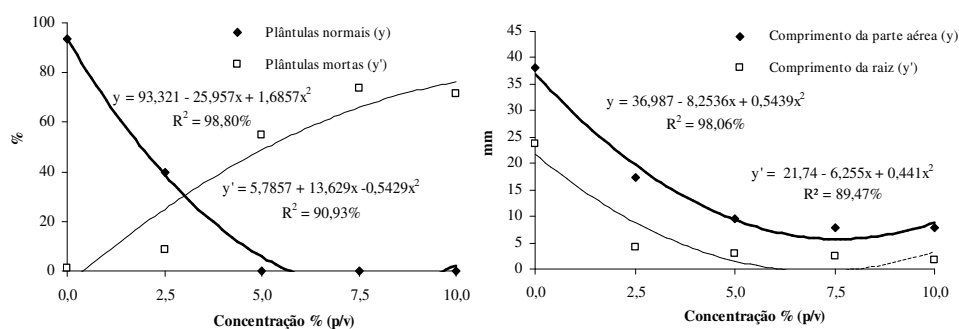 100
80
60
40
20
0
%
Plântulas normais (y)
Plântulas mortas (y')
y = 93,321 - 25,957x + 1,6857x²
R² = 98,80%
y' = 5,7857 + 13,629x -0,5429x²
R² = 90,93%
0,0 2,5 5,0 7,5 10,0
Concentração % (p/v)
45
40
35
30
25
20
15
10
5
0
mm
Comprimento da parte aérea (y)
Comprimento da raiz (y')
y = 36,987 - 8,2536x + 0,5439x²
R² = 98,06%
y' = 21,74 - 6,255x + 0,441x²
R² = 89,47%
0,0 2,5 5,0 7,5 10,0
Concentração % (p/v)